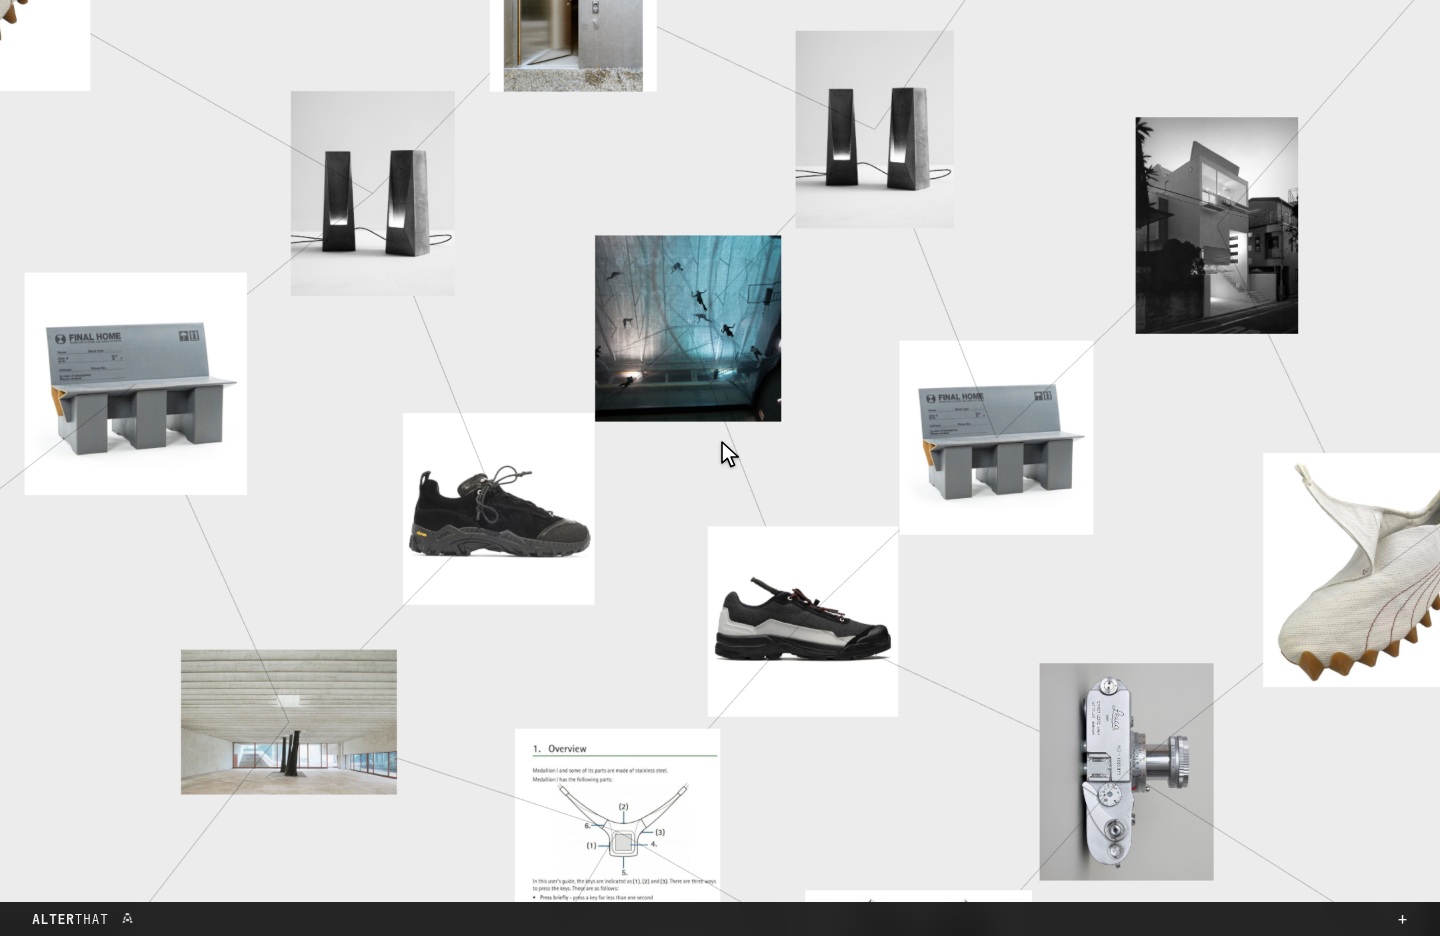 FINAL HOME
FINAL HOME
1. Overview
Medallion I and some of its parts are made of stainless steel.
Medallion I has the following parts:
(2)
6.
(3)
(1)
4.
5.
In this user's guide, the keys are indicated as (1), (2) and (3). There are three ways
to press the keys. These are as follows:
• Press briefly - press a key for less than one second
ALTERTHAT
+